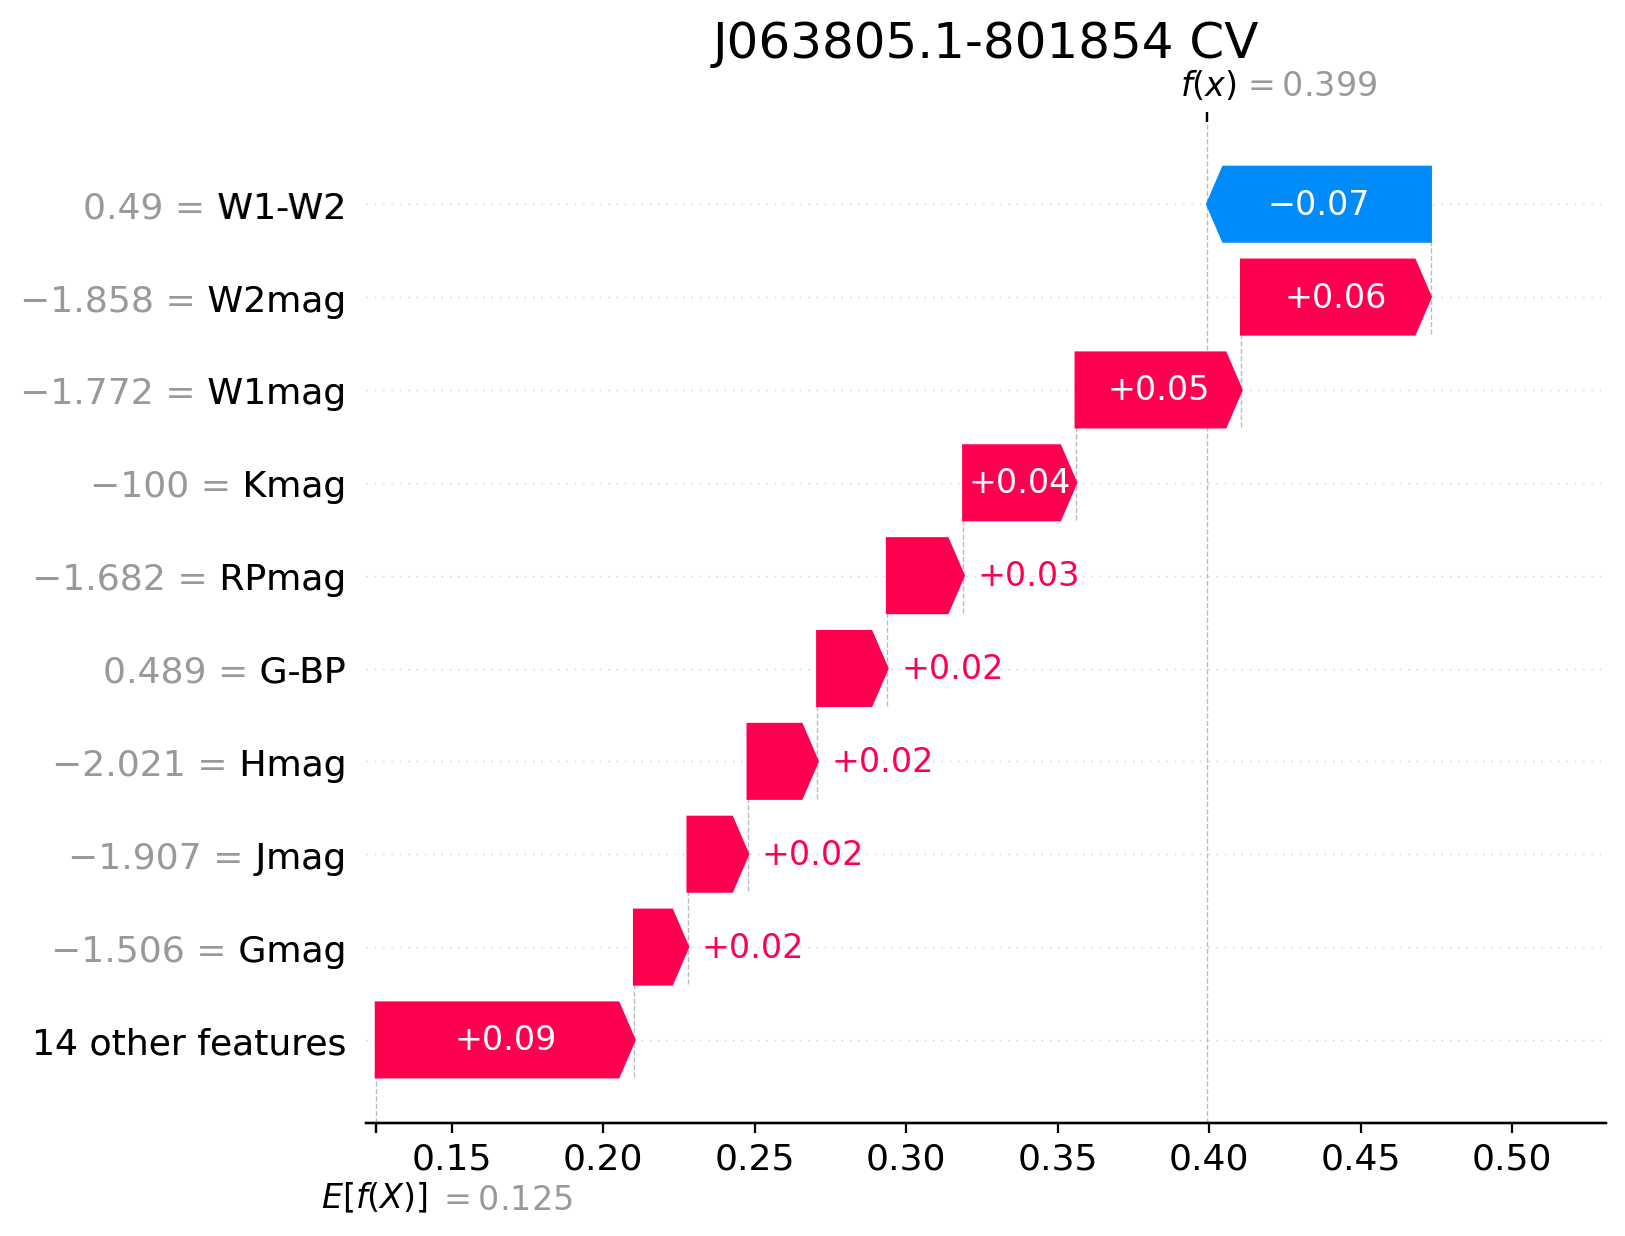 J063805.1-801854 CV
f(x) = 0.399
0.49 = W1-W2
−0.07
−1.858 = W2mag
+0.06
−1.772 = W1mag
+0.05
−100 = Kmag
+0.04
−1.682 = RPmag
+0.03
0.489 = G-BP
+0.02
−2.021 = Hmag
+0.02
−1.907 = Jmag
+0.02
−1.506 = Gmag
+0.02
14 other features
+0.09
0.15 0.20 0.25 0.30 0.35 0.40 0.45 0.50
E[f(X)] = 0.125